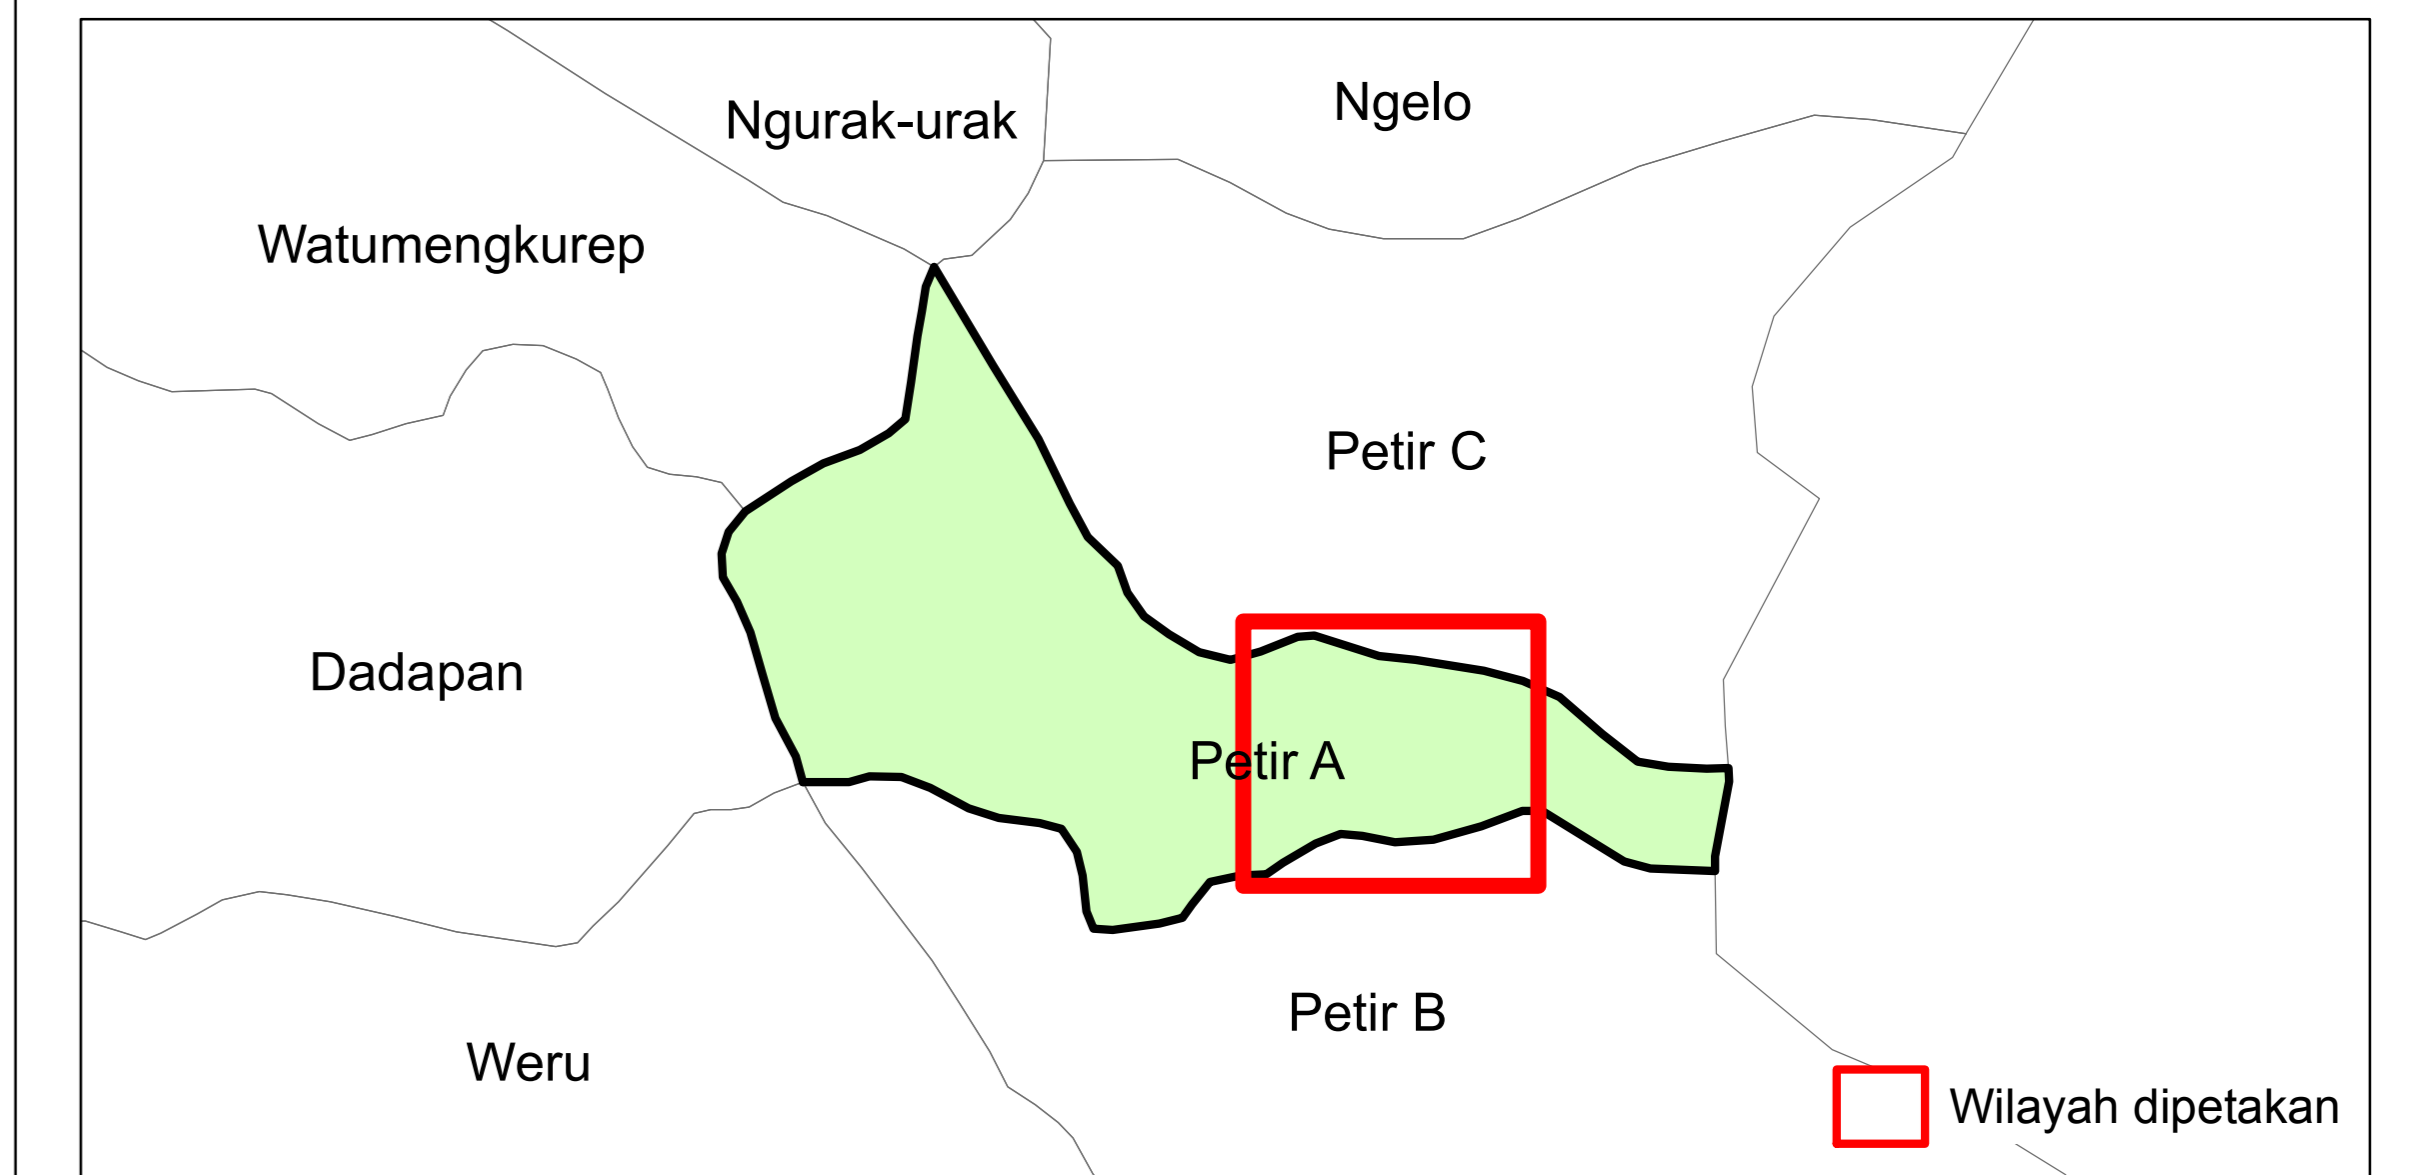 Ngelo
Ngurak-urak
Watumengkurep
Petir C
Dadapan
Petir A
Petir B
Weru
Wilayah dipetakan